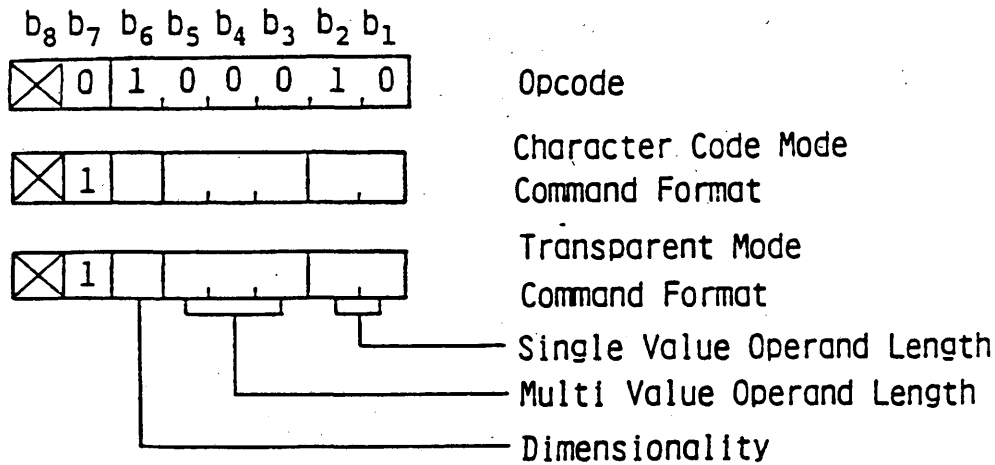 b8 b7 b6 b5 b4 b3 b2 b1
0 1 0 0 0 1 0 Opcode
Character Code Mode
1 Command Format
Transparent Mode
1 Command Format
Single Value Operand Length
Multi Value Operand Length
Dimensionality